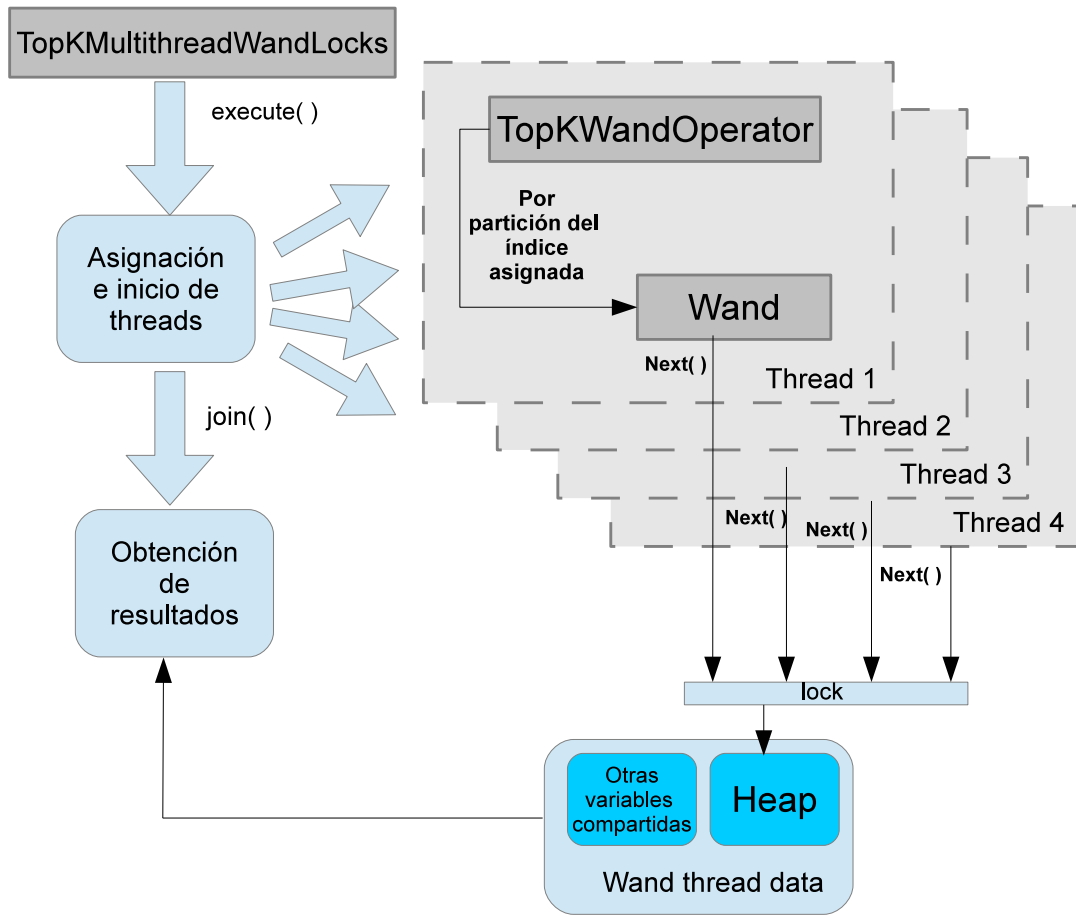 TopKMultithreadWandLocks
execute( )
Asignación
e inicio de
threads
join( )
Obtención
de
resultados
TopKWandOperator
Por
partición del
índice
asignada
Wand
Next( )
Thread 1
Thread 2
Thread 3
Thread 4
Next( )
Next( )
Next( )
lock
Otras
variables
compartidas
Heap
Wand thread data